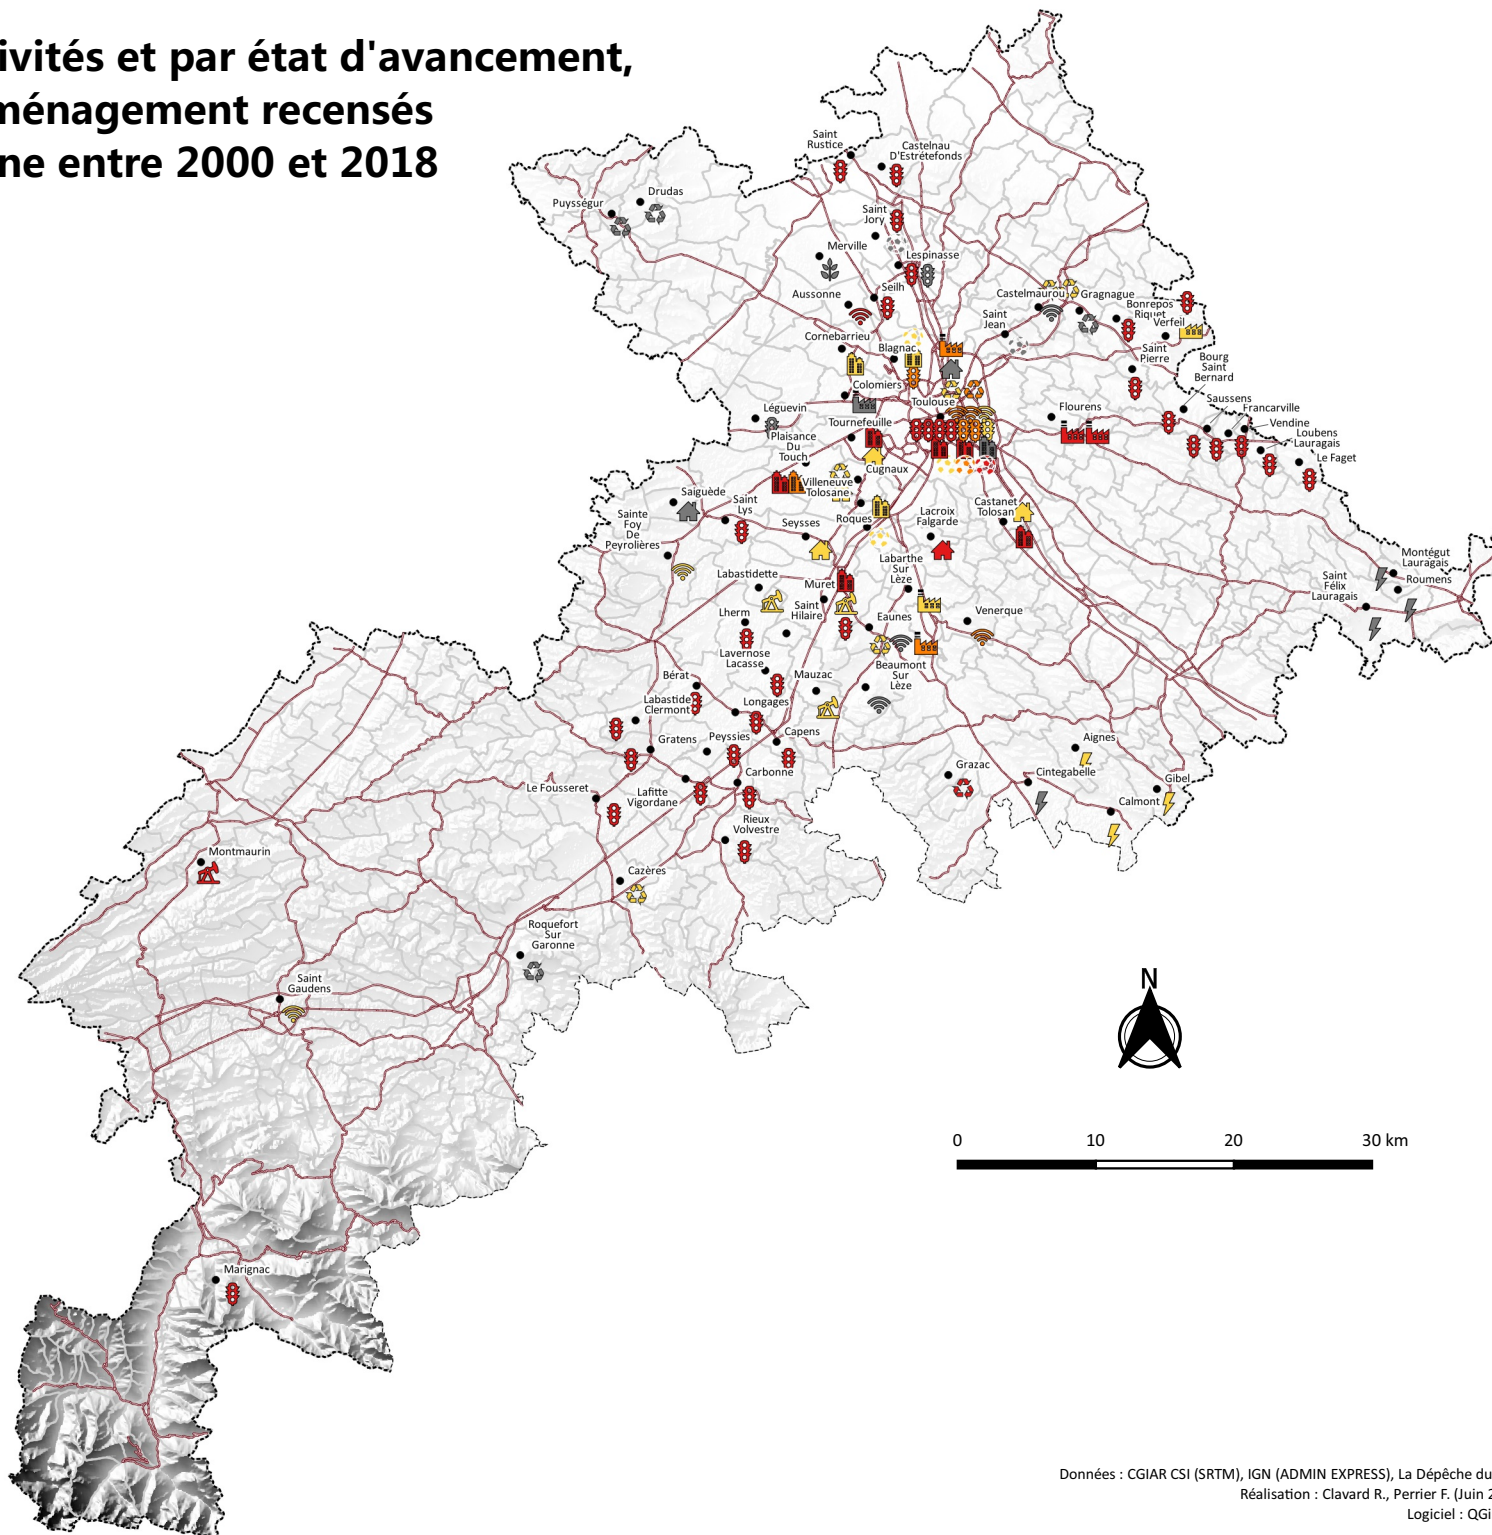 ivités et par état d'avancement,
ménagement recensés
ne entre 2000 et 2018
Saint
Rustice
Castelnau
D'Estrétefonds
Drudas
Puysségur
Saint
Jory
Merville
Lespinasse
Aussonne
Seilh
Castelmaurou
Gragnague
Bonrepos
Riquet
Verfeil
Saint
Jean
Cornebarrieu
Blagnac
Saint
Pierre
Bourg
Saint
Bernard
Colomiers
Saussens
Francarville
Vendine
Loubens
Lauragais
Le Faget
Léguevin
Toulouse
Flourens
Tournefeuille
Plaisance
Du
Touch
Cugnaux
Villeneuve
Tolosane
Saiguède
Saint
Lys
Sainte
Foy
De
Peyrolières
Seysses
Roques
Lacroix
Falgarde
Castanet
Tolosan
Labarthe
Sur
Lèze
Montégut
Lauragais
Roumens
Saint
Félix
Lauragais
Labastidette
Muret
Saint
Hilaire
Lherm
Eaunes
Venerque
Lavernose
Lacasse
Mauzac
Beaumont
Sur
Lèze
Bérat
Labastide
Clermont
Longages
Gratens
Peyssies
Capens
Aignes
Grazac
Cintegabelle
Gibel
Calmont
Carbonne
Le Fousseret
Lafitte
Vigordane
Rieux
Volvestre
Montmaurin
Cazères
Roquefort
Sur
Garonne
Saint
Gaudens
N
0 10 20 30 km
Marignac
Données : CGIAR CSI (SRTM), IGN (ADMIN EXPRESS), La Dépêche du
Réalisation : Clavard R., Perrier F. (Juin 2
Logiciel : QGi